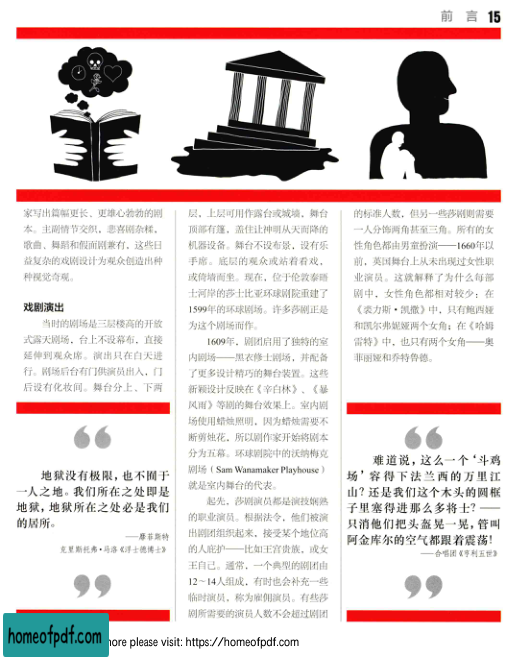 前 言 15
家写出篇幅更长、更雄心勃勃的剧
本。主副情节交织，悲喜剧杂糅，
歌曲、舞蹈和假面剧兼有，这些日
益复杂的戏剧设计为观众创造出种
种视觉奇观。
戏剧演出
当时的剧场是三层楼高的开放
式露天剧场，台上不设幕布，直接
延伸到观众席。演出只在白天进
行。剧场后台有门供演员出入，门
后设有化妆间。舞台分上、下两
“
地狱没有极限，也不囿于
一人之地。我们所在之处即是
地狱，地狱所在之处必是我们
的居所。
——靡菲斯特
克里斯托弗·马洛《浮士德博士》
”
层，上层可用作露台或城墙，舞台
顶部有篷，盖住让神明从天而降的
机器设备。舞台不设布景，没有乐
手席。底层的观众或站着看戏，
或倚墙而坐。现在，位于伦敦泰晤
士河岸的莎士比亚环球剧院重建了
1599年的环球剧场。许多莎剧正是
为这个剧场而作。
1609年，剧团启用了独特的室
内剧场——黑衣修士剧场，并配备
了更多设计精巧的舞台装置。这些
新颖设计反映在《辛白林》、《暴
风雨》等剧的舞台效果上。室内剧
场使用蜡烛照明，因为蜡烛需要不
断剪烛花，所以剧作家开始将剧本
分为五幕。环球剧院中的沃纳梅克
剧场（Sam Wanamaker Playhouse）
就是室内舞台的代表。
起先，莎剧演员都是演技娴熟
的职业演员。根据法令，他们被演
出剧团组织起来，接受某个地位高
的人庇护——比如王宫贵族，或女
王自己。通常，一个典型的剧团由
12～14人组成，有时也会补充一些
临时演员，称为雇佣演员。有些莎
剧所需要的演员人数不会超过剧团
的标准人数，但另一些莎剧则需要
一人分饰两角甚至三角。所有的女
性角色都由男童扮演——1660年以
前，英国舞台上从未出现过女性职
业演员。这就解释了为什么每部
剧中，女性角色都相对较少；在
《裘力斯·凯撒》中，只有鲍西娅
和凯尔弗妮娅两个女角；在《哈姆
雷特》中，也只有两个女角——奥
菲丽娅和乔特鲁德。
“
难道说，这么一个‘斗鸡
场’容得下法兰西的万里江
山？还是我们这个木头的圆框
子里塞得进那么多将士？——
只消他们把头盔晃一晃，管叫
阿金库尔的空气都跟着震荡！
——合唱团《亨利五世》
”
homeofpdf.com
more please visit: https://homeofpdf.com